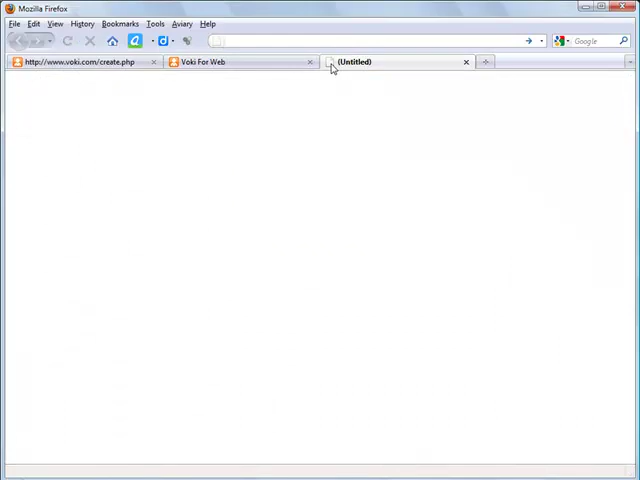 Mozilla Firefox
File Edit View History Bookmarks Tools Aviary Help
Google
http://www.voki.com/create.php Voki For Web (Untitled)